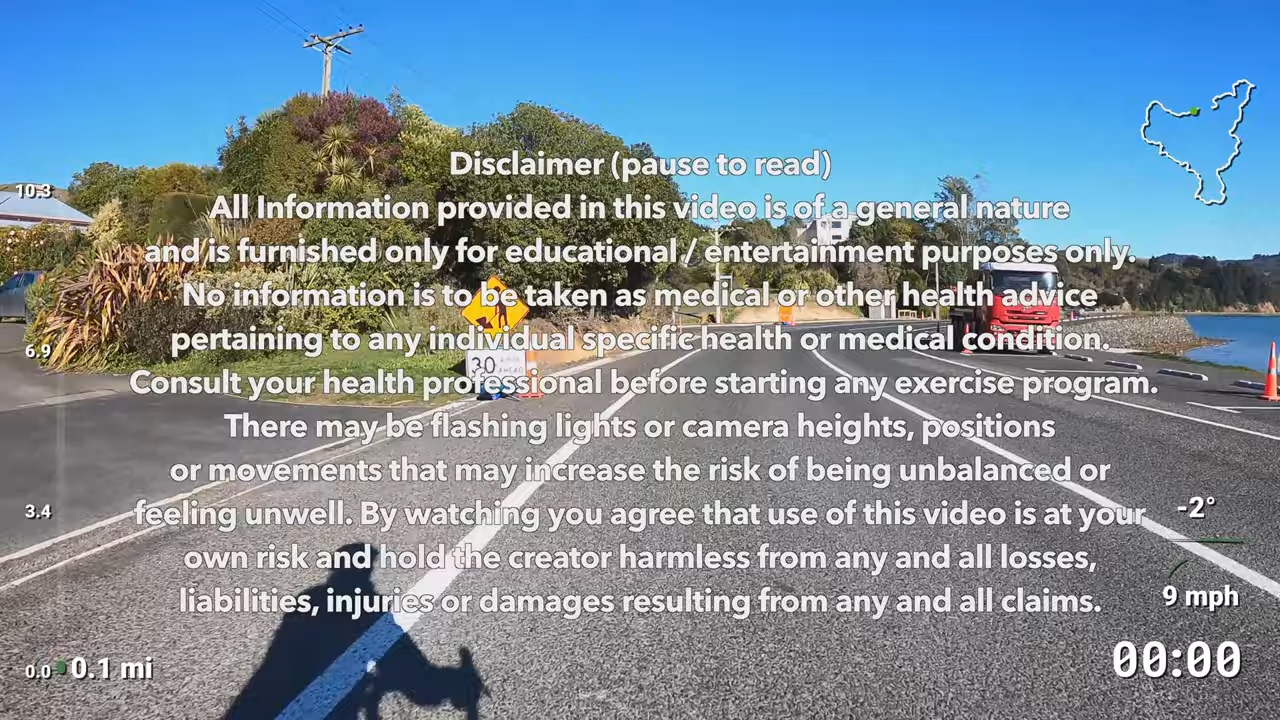 Disclaimer (pause to read)
All Information provided in this video is of a general nature
and is furnished only for educational / entertainment purposes only.
No information is to be taken as medical or other health advice
pertaining to any individual specific health or medical condition.
Consult your health professional before starting any exercise program.
There may be flashing lights or camera heights, positions
or movements that may increase the risk of being unbalanced or
feeling unwell. By watching you agree that use of this video is at your
own risk and hold the creator harmless from any and all losses,
liabilities, injuries or damages resulting from any and all claims.
10.3
6.9
3.4
0.0
0.1 mi
30
AHEAD
-2°
9 mph
00:00